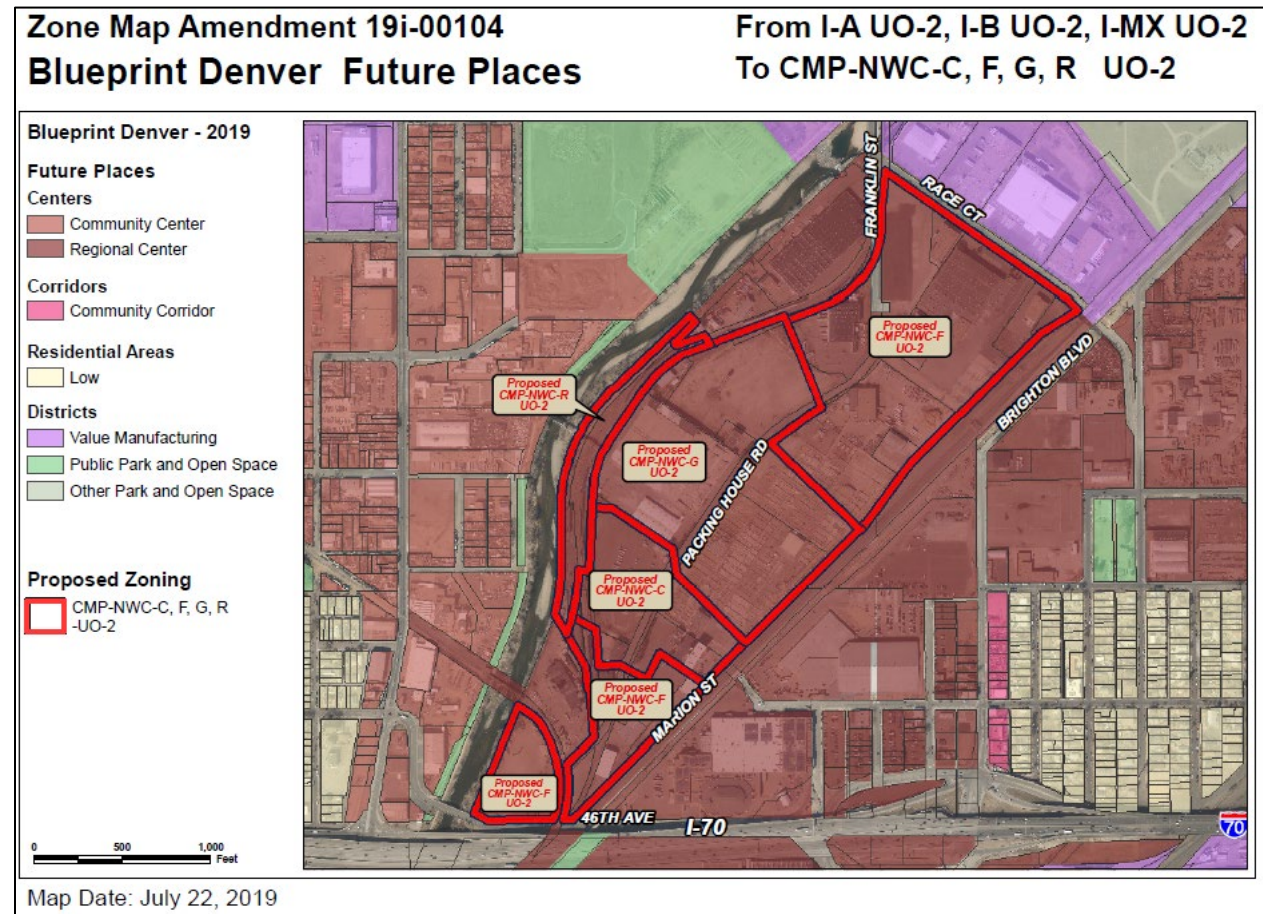 Zone Map Amendment 19i-00104
From I-A UO-2, I-B UO-2, I-MX UO-2
Blueprint Denver Future Places
To CMP-NWC-C, F, G, R UO-2
Blueprint Denver - 2019
Future Places
Centers
Community Center
Regional Center
Corridors
Community Corridor
Residential Areas
Low
Districts
Value Manufacturing
Public Park and Open Space
Other Park and Open Space
Proposed Zoning
CMP-NWC-C, F, G, R
-UO-2
0 500 1,000
Feet
FRANKLIN ST
RACE CT
Proposed
CMP-NWC-F
UO-2
BRIGHTON BLVD
Proposed
CMP-NWC-R
UO-2
Proposed
CMP-NWC-G
UO-2
PACKING HOUSE RD
Proposed
CMP-NWC-C
UO-2
Proposed
CMP-NWC-F
UO-2
MARION ST
Proposed
CMP-NWC-F
UO-2
46TH AVE
I-70
70
Map Date: July 22, 2019